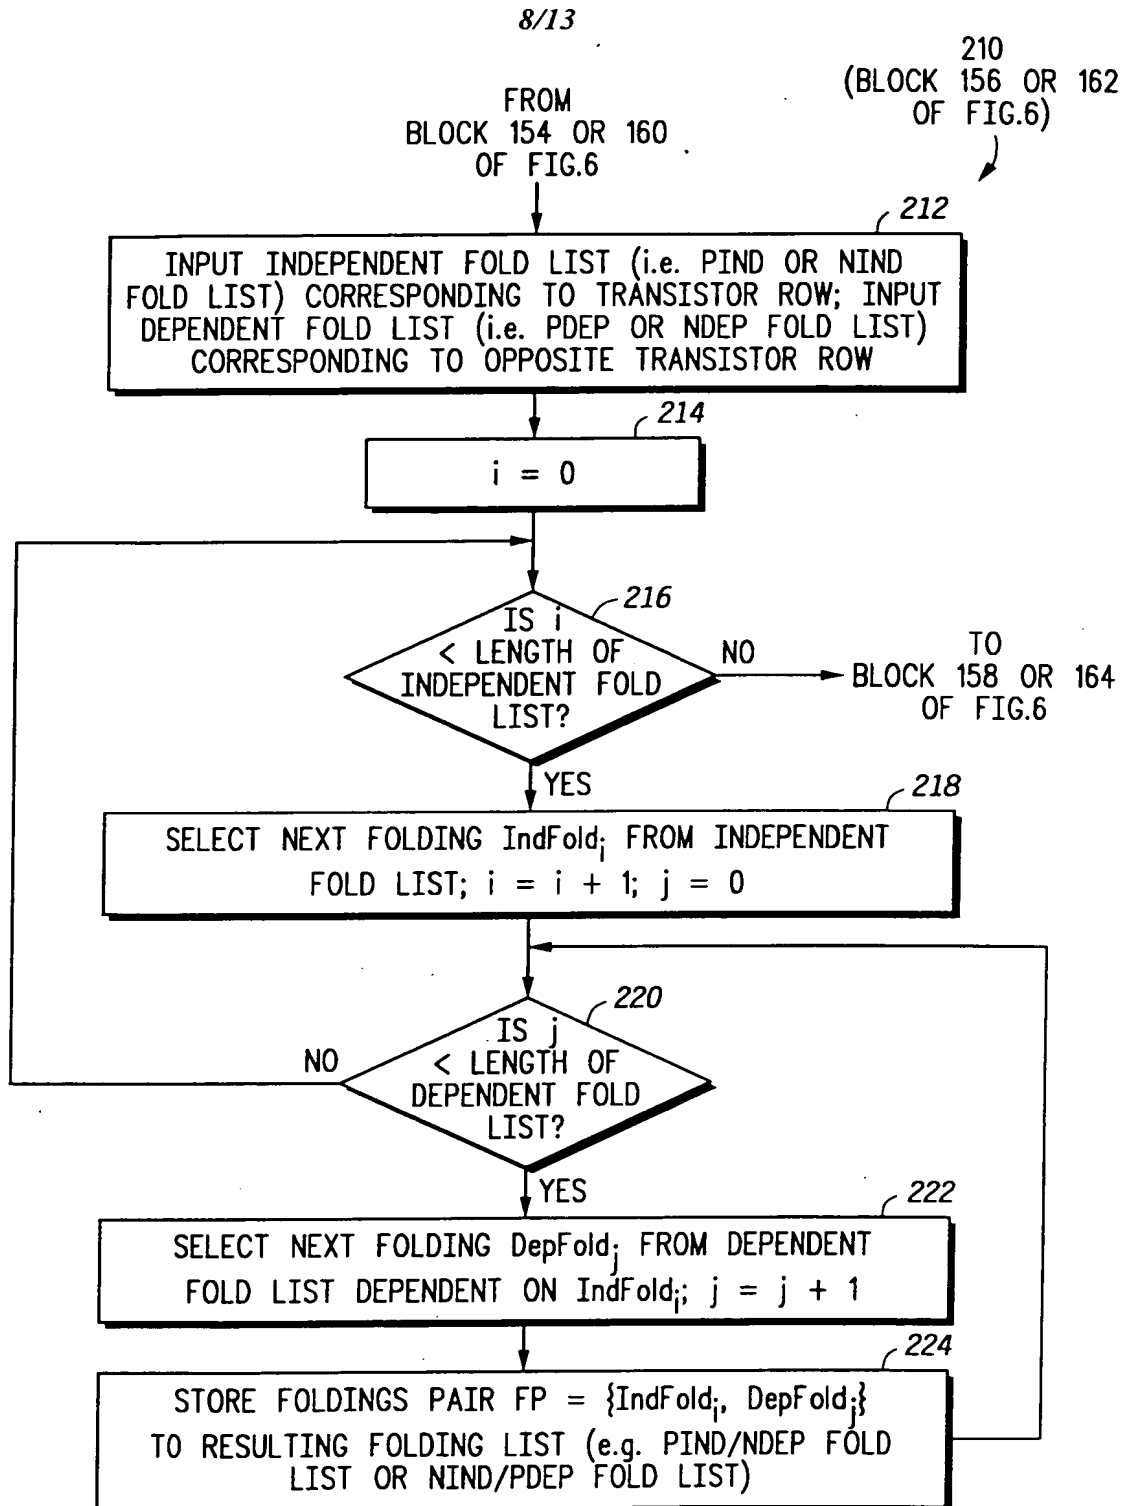 8/13
210
(BLOCK 156 OR 162
OF FIG.6)
FROM
BLOCK 154 OR 160
OF FIG.6
212
INPUT INDEPENDENT FOLD LIST (i.e. PIND OR NIND
FOLD LIST) CORRESPONDING TO TRANSISTOR ROW; INPUT
DEPENDENT FOLD LIST (i.e. PDEP OR NDEP FOLD LIST)
CORRESPONDING TO OPPOSITE TRANSISTOR ROW
214
i = 0
216
IS i
< LENGTH OF
INDEPENDENT FOLD
LIST?
NO
TO
BLOCK 158 OR 164
OF FIG.6
YES
218
SELECT NEXT FOLDING IndFoldi FROM INDEPENDENT
FOLD LIST; i = i + 1; j = 0
220
IS j
< LENGTH OF
DEPENDENT FOLD
LIST?
NO
YES
222
SELECT NEXT FOLDING DepFoldj FROM DEPENDENT
FOLD LIST DEPENDENT ON IndFoldi; j = j + 1
224
STORE FOLDINGS PAIR FP = {IndFoldi, DepFoldj}
TO RESULTING FOLDING LIST (e.g. PIND/NDEP FOLD
LIST OR NIND/PDEP FOLD LIST)